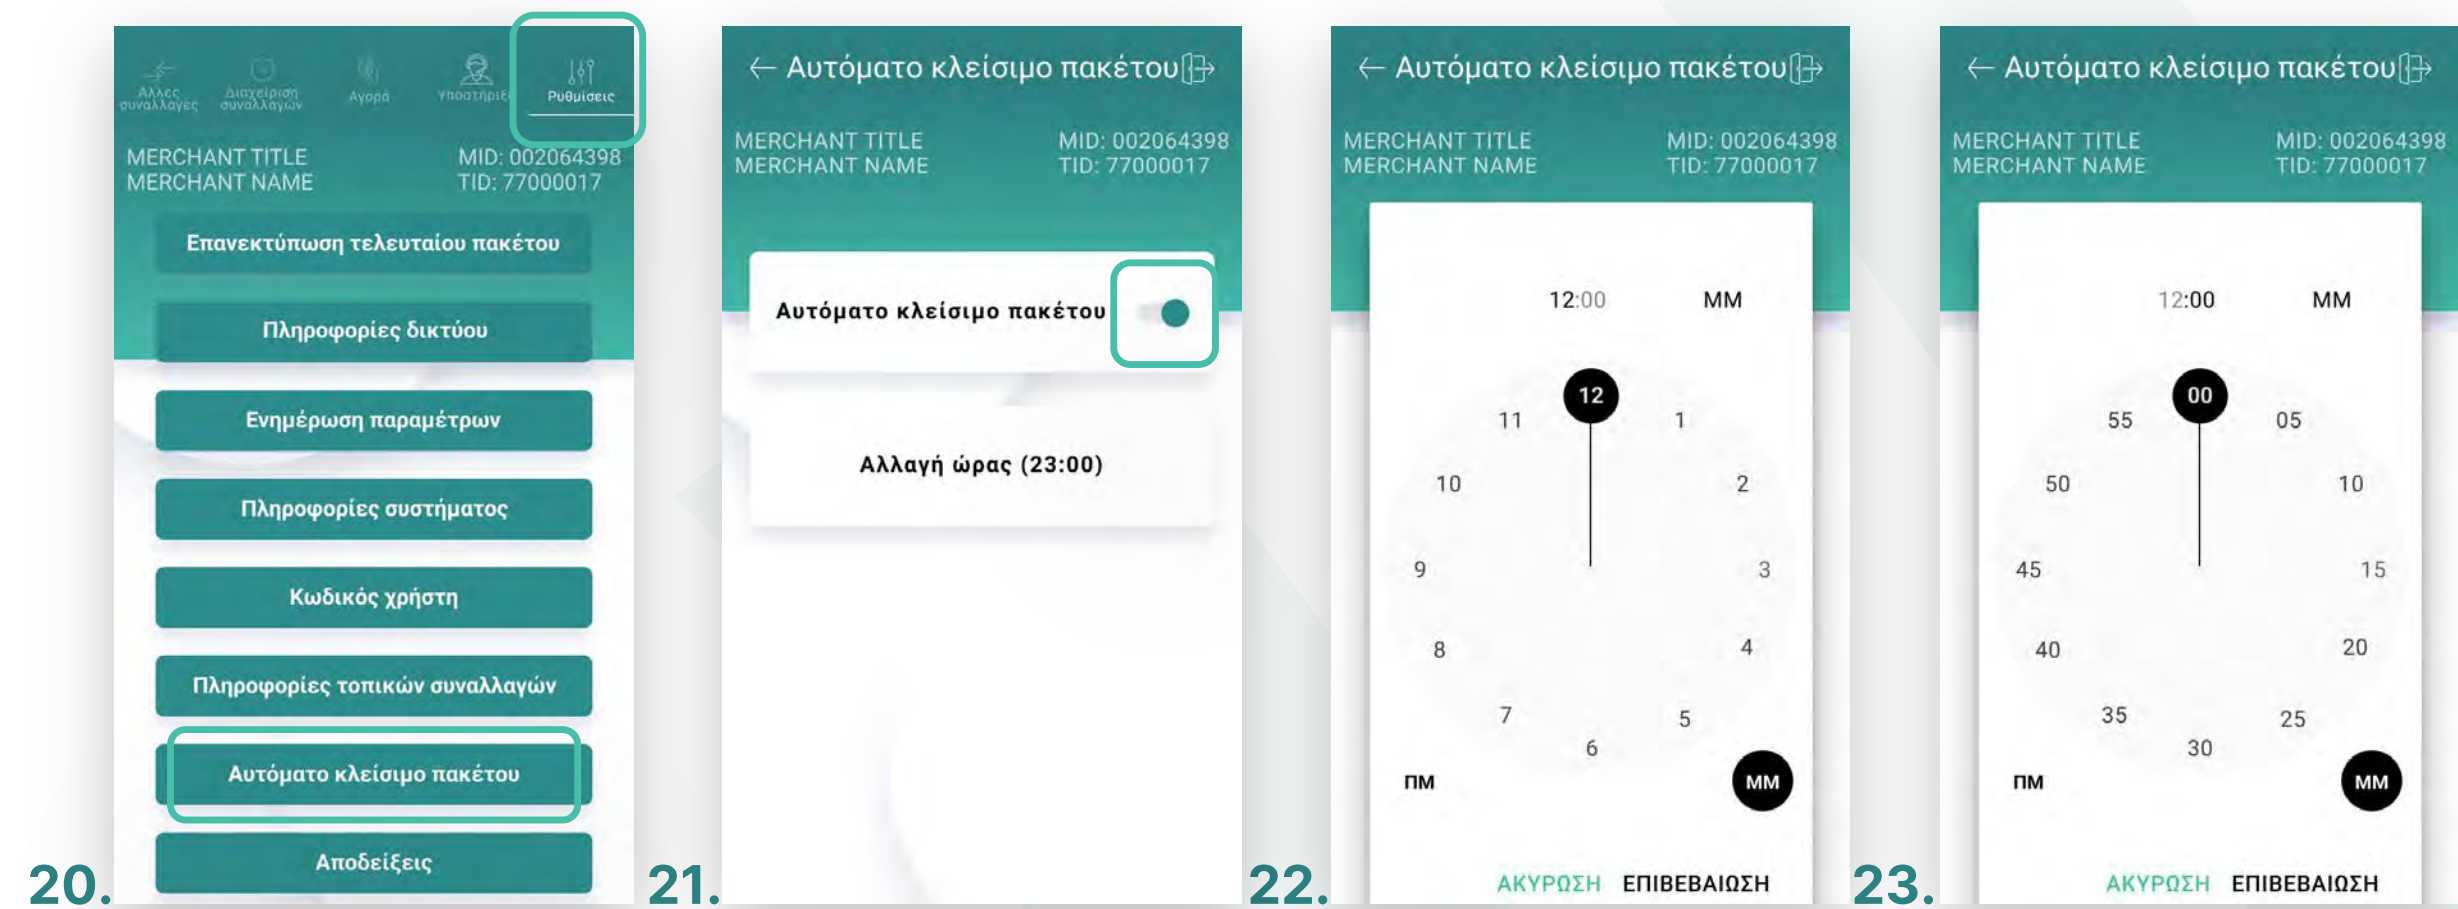 Άλλες
συναλλαγές
Διαχείριση
συναλλαγών
Αγορά
Υποστήριξη
Ρυθμίσεις
MERCHANT TITLE
MERCHANT NAME
MID: 002064398
TID: 77000017
Επανεκτύπωση τελευταίου πακέτου
Πληροφορίες δικτύου
Ενημέρωση παραμέτρων
Πληροφορίες συστήματος
Κωδικός χρήστη
Πληροφορίες τοπικών συναλλαγών
Αυτόματο κλείσιμο πακέτου
Αποδείξεις
20.
Αυτόματο κλείσιμο πακέτου
MERCHANT TITLE
MERCHANT NAME
MID: 002064398
TID: 77000017
Αυτόματο κλείσιμο πακέτου
Αλλαγή ώρας (23:00)
21.
Αυτόματο κλείσιμο πακέτου
MERCHANT TITLE
MERCHANT NAME
MID: 002064398
TID: 77000017
12:00 ΜΜ
12
11 1
10 2
9 3
8 4
7 5
6
ΠΜ ΜΜ
ΑΚΥΡΩΣΗ ΕΠΙΒΕΒΑΙΩΣΗ
22.
Αυτόματο κλείσιμο πακέτου
MERCHANT TITLE
MERCHANT NAME
MID: 002064398
TID: 77000017
12:00 ΜΜ
00
55 05
50 10
45 15
40 20
35 25
30
ΠΜ ΜΜ
ΑΚΥΡΩΣΗ ΕΠΙΒΕΒΑΙΩΣΗ
23.